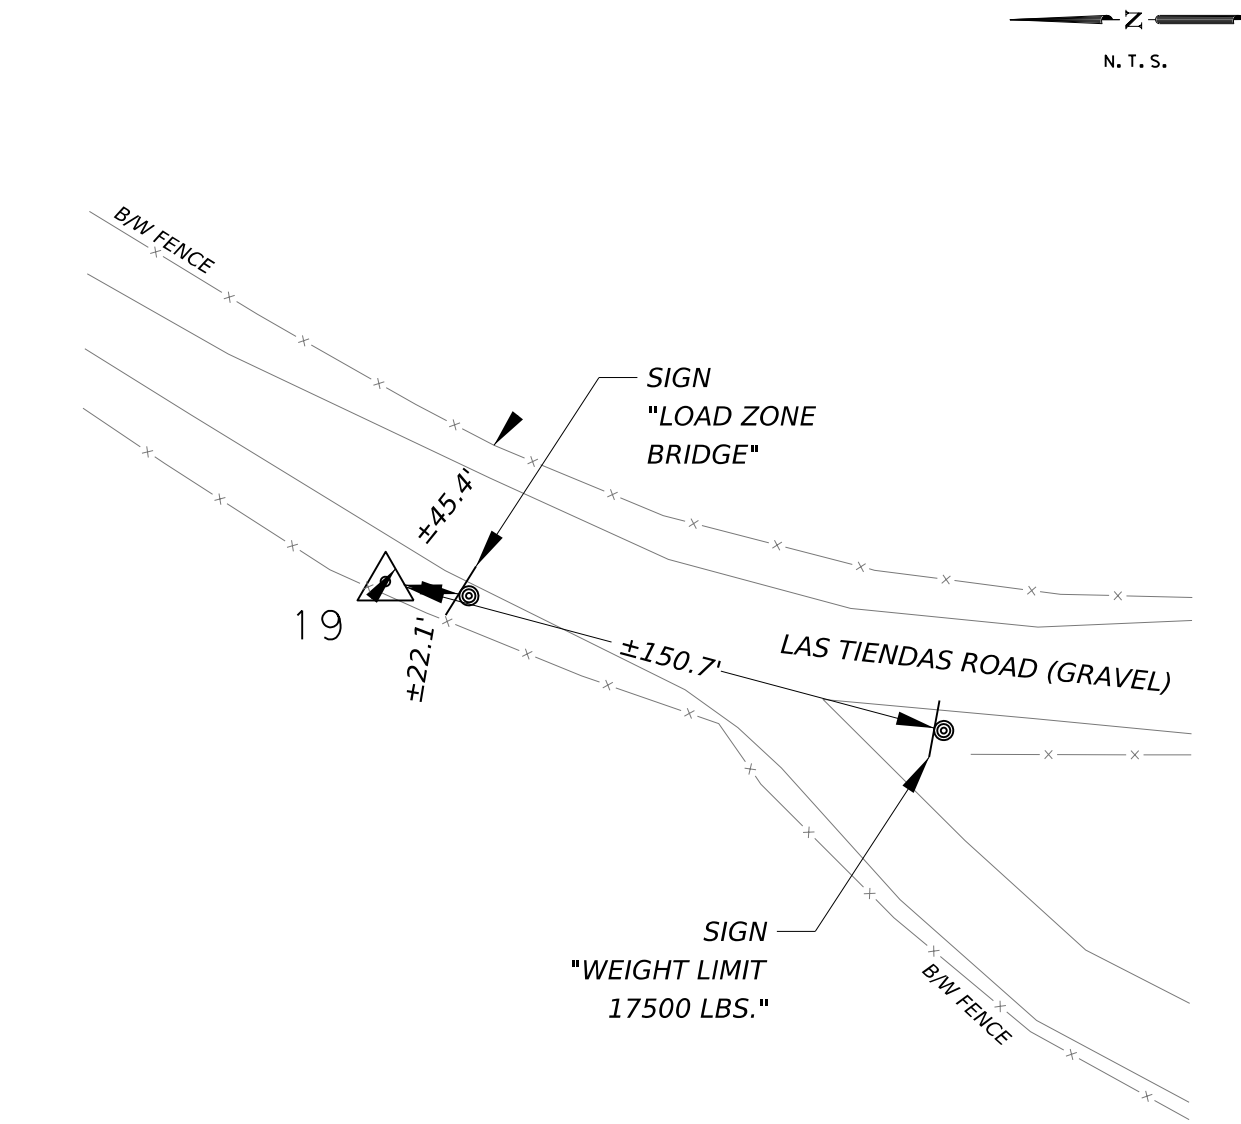 N
N.T.S.
B/W FENCE
SIGN
"LOAD ZONE
BRIDGE"
±45.4'
19
±22.1'
±150.7'
LAS TIENDAS ROAD (GRAVEL)
SIGN
"WEIGHT LIMIT
17500 LBS."
B/W FENCE